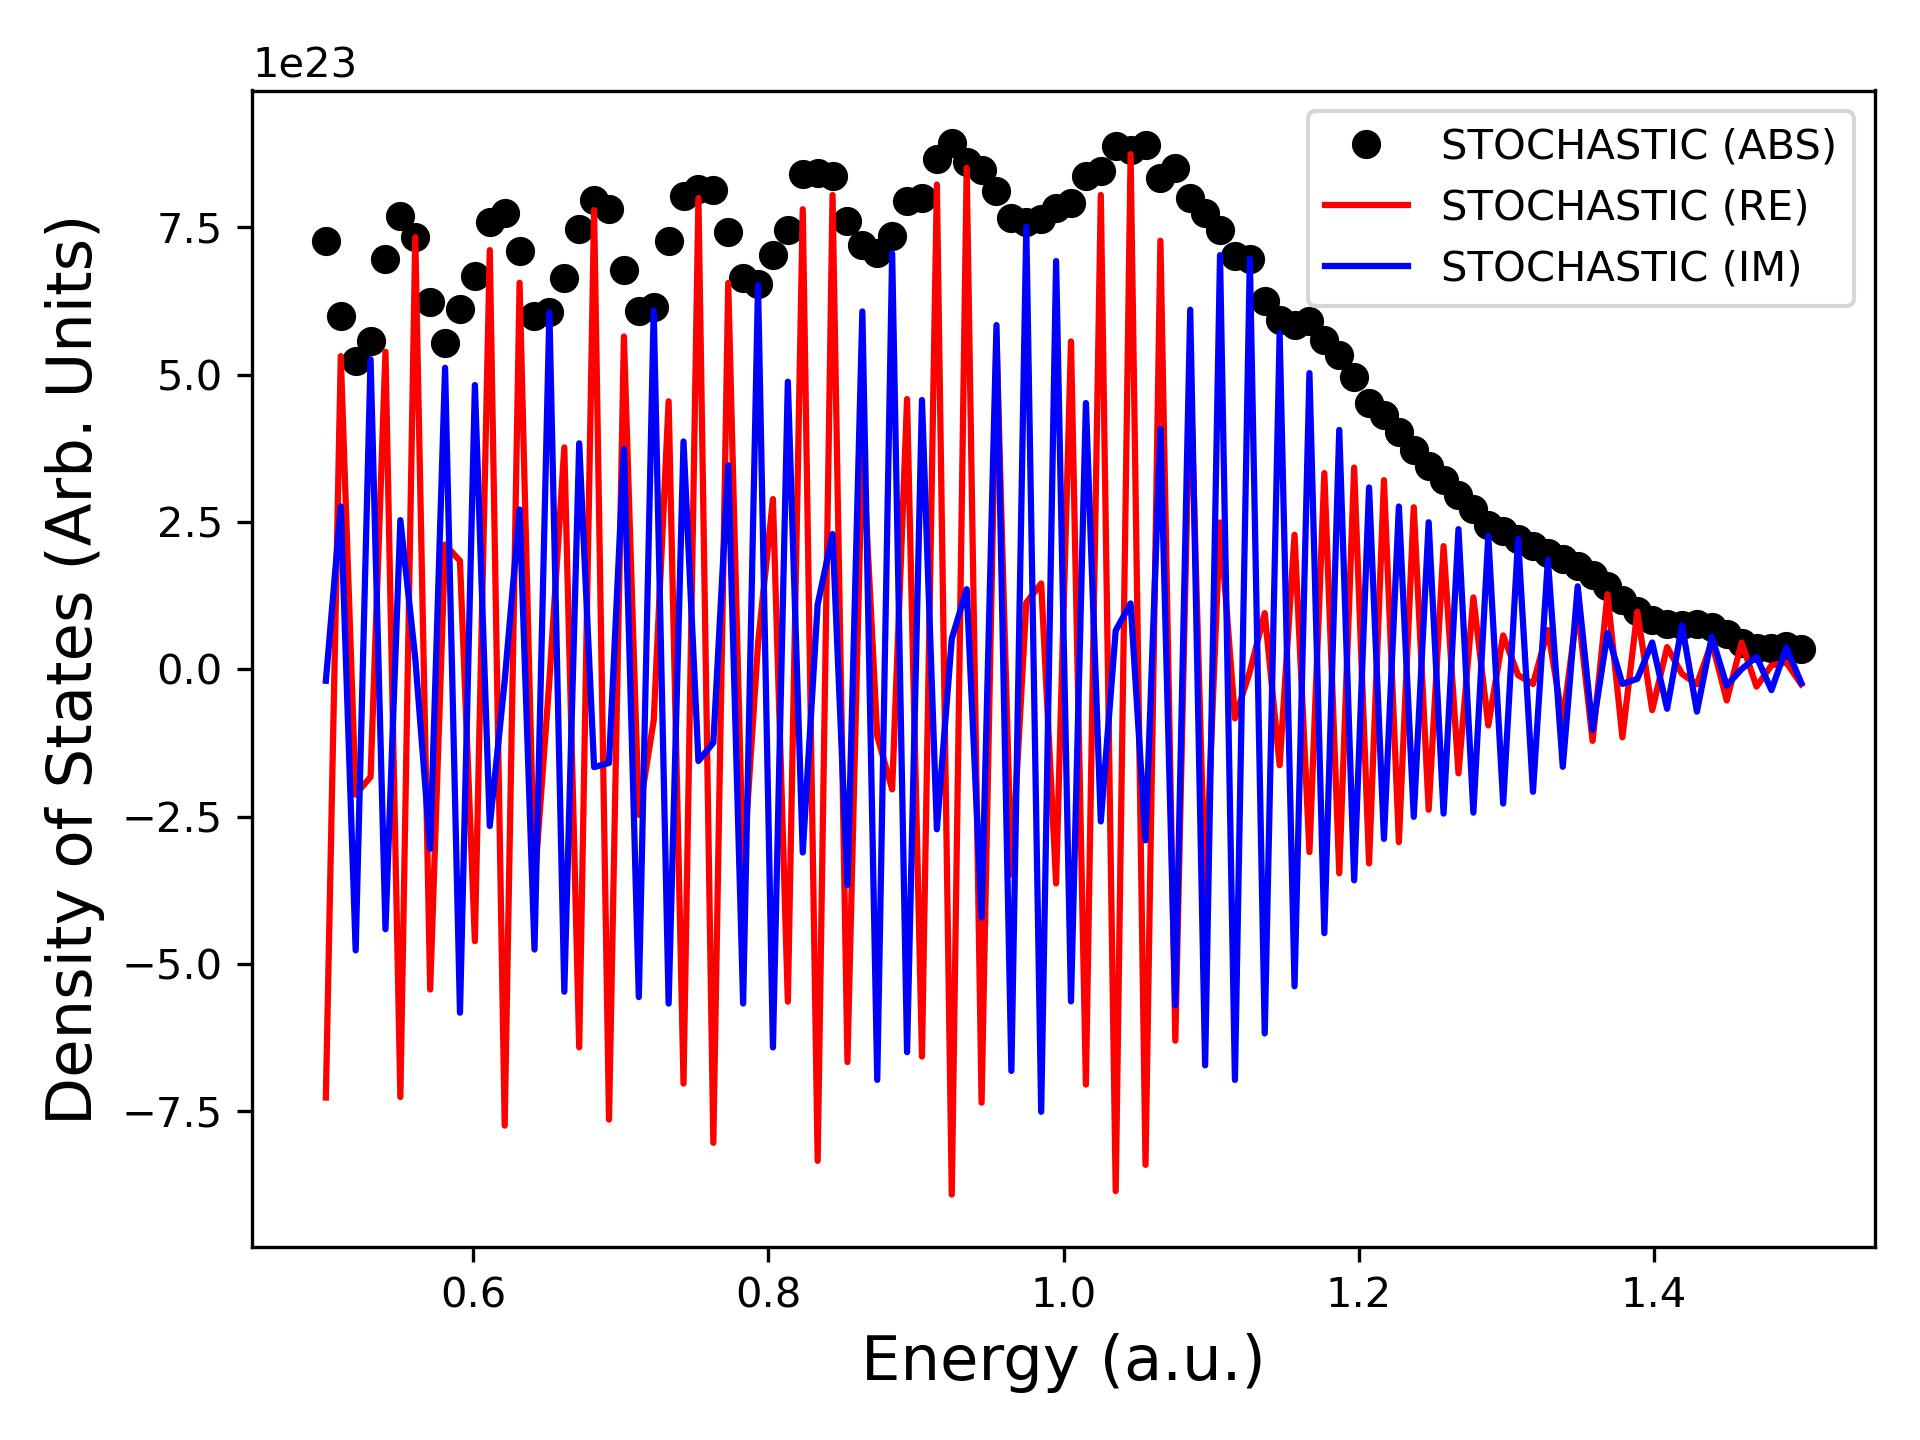 1e23
STOCHASTIC (ABS)
STOCHASTIC (RE)
STOCHASTIC (IM)
Density of States (Arb. Units)
7.5
5.0
2.5
0.0
−2.5
−5.0
−7.5
0.6 0.8 1.0 1.2 1.4
Energy (a.u.)